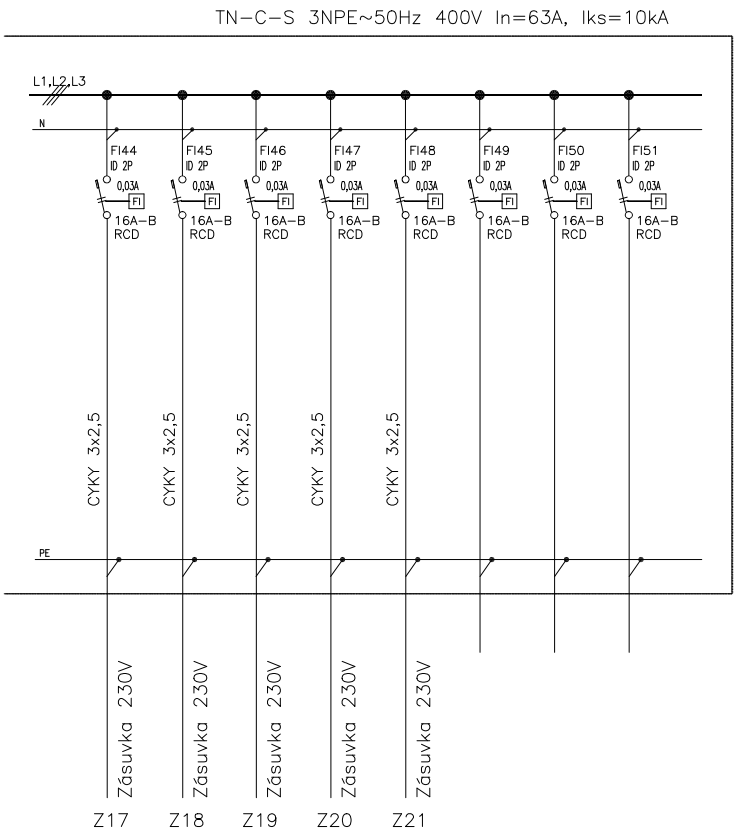 TN-C-S 3NPE~50Hz 400V In=63A, Iks=10kA
L1,L2,L3
N
FI44 FI45 FI46 FI47 FI48 FI49 FI50 FI51
ID 2P ID 2P ID 2P ID 2P ID 2P ID 2P ID 2P ID 2P
0,03A 0,03A 0,03A 0,03A 0,03A 0,03A 0,03A 0,03A
FI FI FI FI FI FI FI FI
16A-B 16A-B 16A-B 16A-B 16A-B 16A-B 16A-B 16A-B
RCD RCD RCD RCD RCD RCD RCD RCD
CYKY 3x2,5
CYKY 3x2,5
CYKY 3x2,5
CYKY 3x2,5
CYKY 3x2,5
PE
Zásuvka 230V
Zásuvka 230V
Zásuvka 230V
Zásuvka 230V
Zásuvka 230V
Z17 Z18 Z19 Z20 Z21